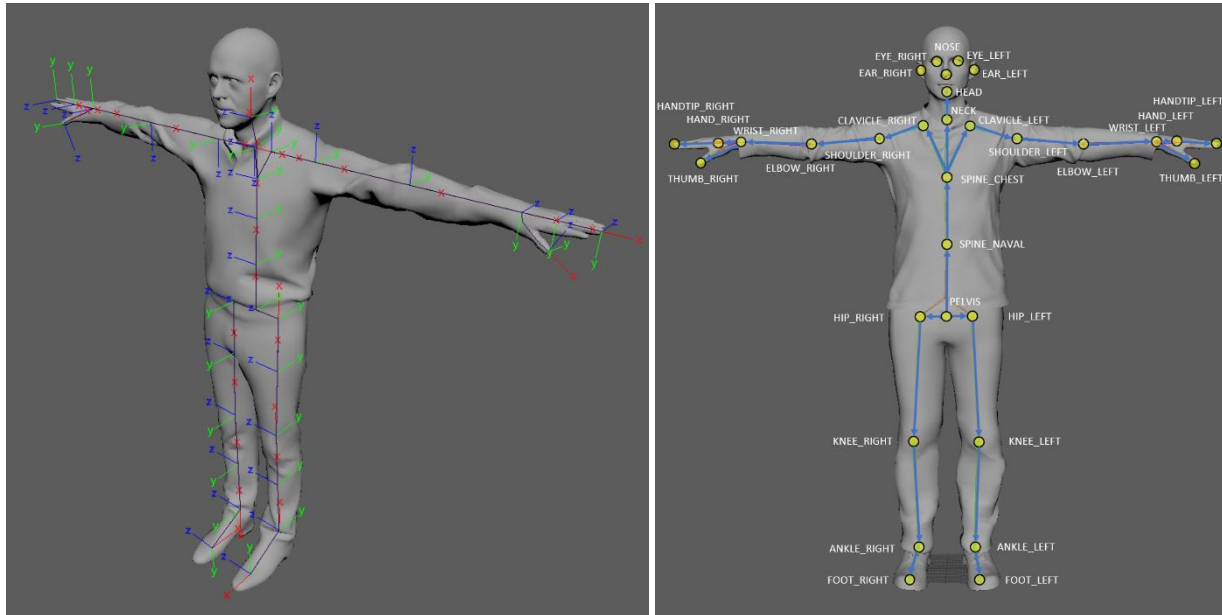 x
y y y
z z
x x x
y
z
y
z
z
y
x x
z
y
x
z
y
x
z
y
z
x
z
y
x
z
y
z
y
x
x
z
y
x
z
y
x
x
z
y
x
z
y
x
z
y
x
x
z
z
y
x
z
y
x
z
y
x
NOSE
EYE_RIGHT
EYE_LEFT
EAR_RIGHT
EAR_LEFT
HEAD
HANDTIP_RIGHT
HAND_RIGHT
WRIST_RIGHT
CLAVICLE_RIGHT
NECK
CLAVICLE_LEFT
HANDTIP_LEFT
HAND_LEFT
WRIST_LEFT
SHOULDER_RIGHT
SHOULDER_LEFT
THUMB_RIGHT
ELBOW_RIGHT
SPINE_CHEST
ELBOW_LEFT
THUMB_LEFT
SPINE_NAVAL
PELVIS
HIP_RIGHT
HIP_LEFT
KNEE_RIGHT
KNEE_LEFT
ANKLE_RIGHT
ANKLE_LEFT
FOOT_RIGHT
FOOT_LEFT